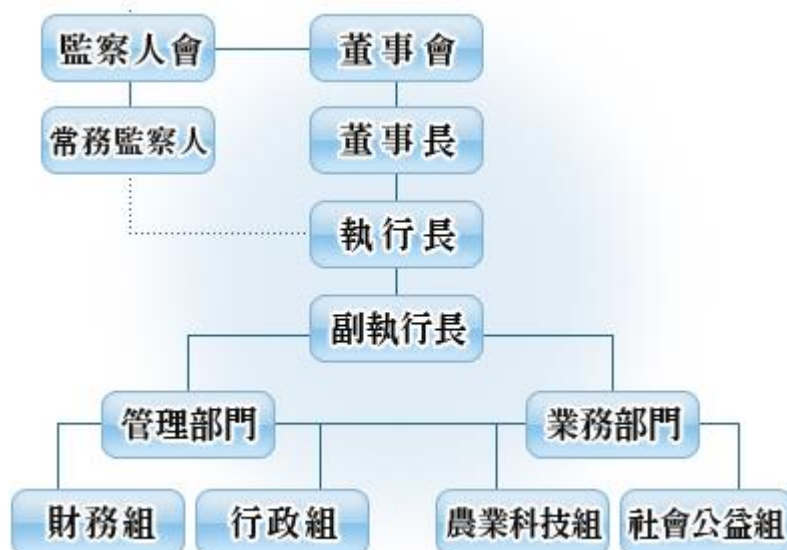 監察人會
董事會
常務監察人
董事長
執行長
副執行長
管理部門
業務部門
財務組
行政組
農業科技組
社會公益組